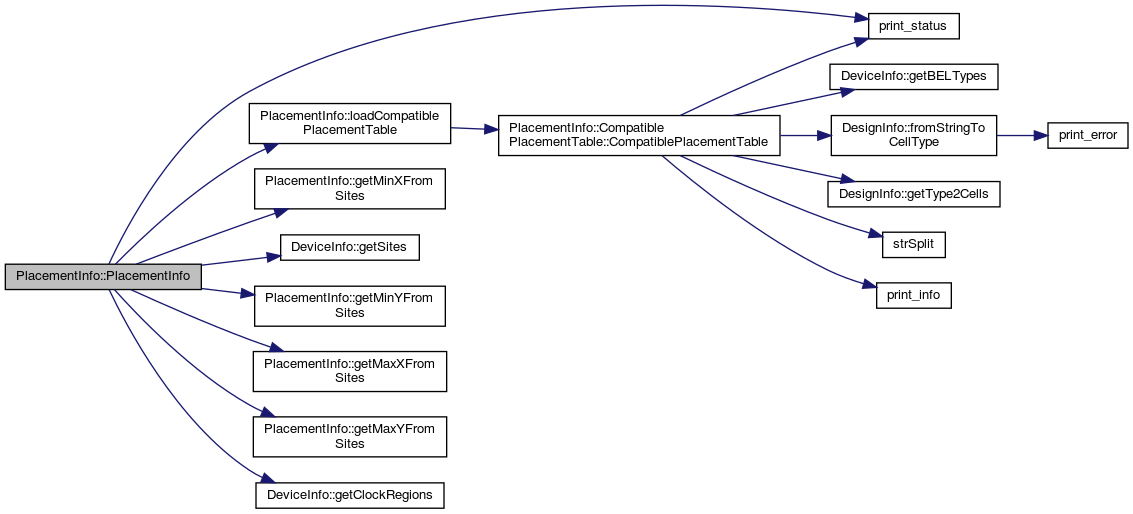 PlacementInfo::PlacementInfo
PlacementInfo::loadCompatible
PlacementTable
PlacementInfo::getMinXFrom
Sites
DeviceInfo::getSites
PlacementInfo::getMinYFrom
Sites
PlacementInfo::getMaxXFrom
Sites
PlacementInfo::getMaxYFrom
Sites
DeviceInfo::getClockRegions
PlacementInfo::Compatible
PlacementTable::CompatiblePlacementTable
print_status
DeviceInfo::getBELTypes
DesignInfo::fromStringTo
CellType
DesignInfo::getType2Cells
strSplit
print_info
print_error